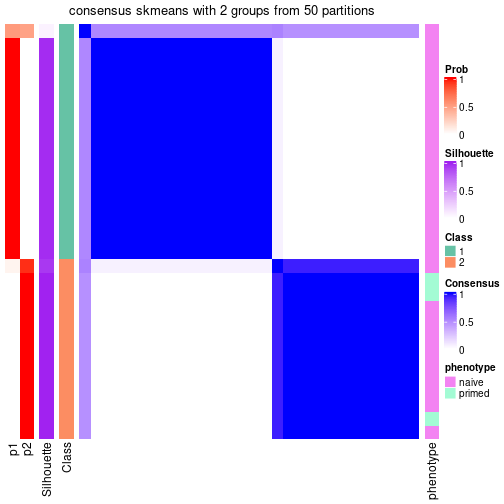 consensus skmeans with 2 groups from 50 partitions
Prob
1
0.5
0
Silhouette
1
0.5
0
Class
1
2
Consensus
1
0.5
0
phenotype
naive
primed
p1
p2
Silhouette
Class
phenotype